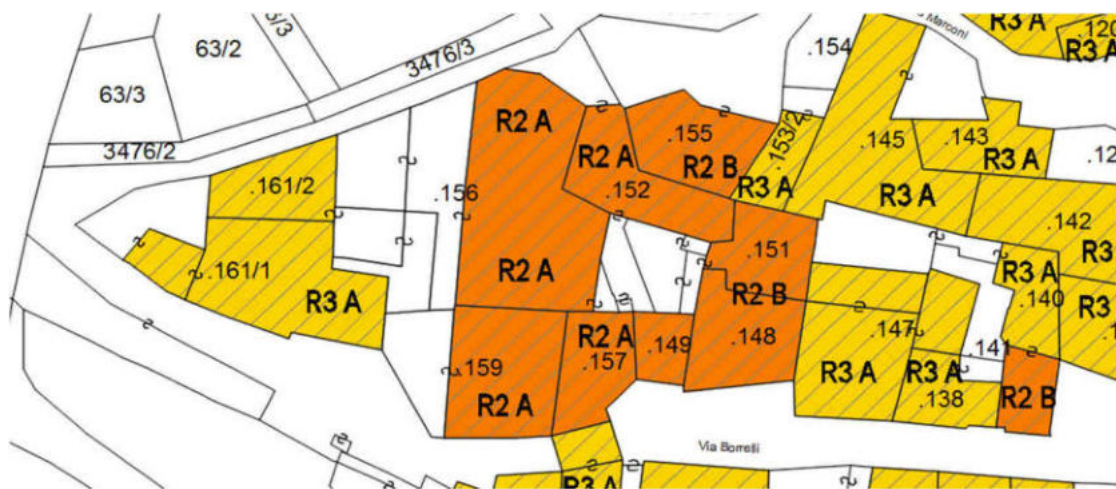 63/2
63/3
3476/3
3476/2
Marconi
R3 A
.120
R3 A
.154
R2 A
.155
R2 B
.153/2
R3 A
.145
.143
R3 A
R2 A
.152
.156
.161/2
.161/1
R3 A
R2 A
.151
R2 B
R3 A
.142
R3
R3 A
.140
R3
R2 A
.157
.149
.148
.147
R3 A
.141
R3 A
.138
R2 B
.159
R2 A
Via Borrelli
R3 A